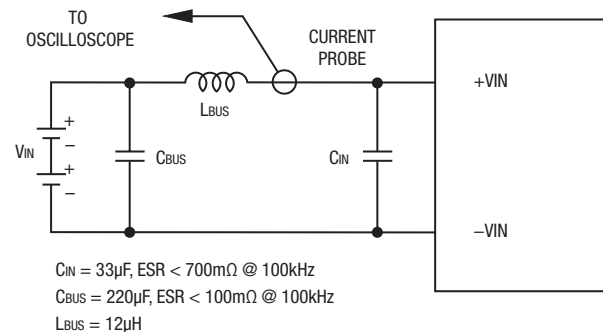 TO
OSCILLOSCOPE
CURRENT
PROBE
+VIN
LBUS
+
VIN
−
+
−
CBUS
CIN
−VIN
CIN = 33µF, ESR < 700mΩ @ 100kHz
CBUS = 220µF, ESR < 100mΩ @ 100kHz
LBUS = 12µH